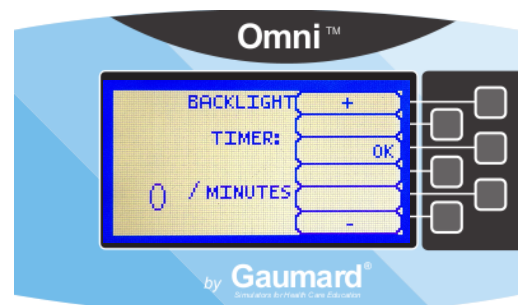 Omni™
BACKLIGHT +
TIMER:
OK
0 / MINUTES
-
by Gaumard®
Simulators for Health Care Education